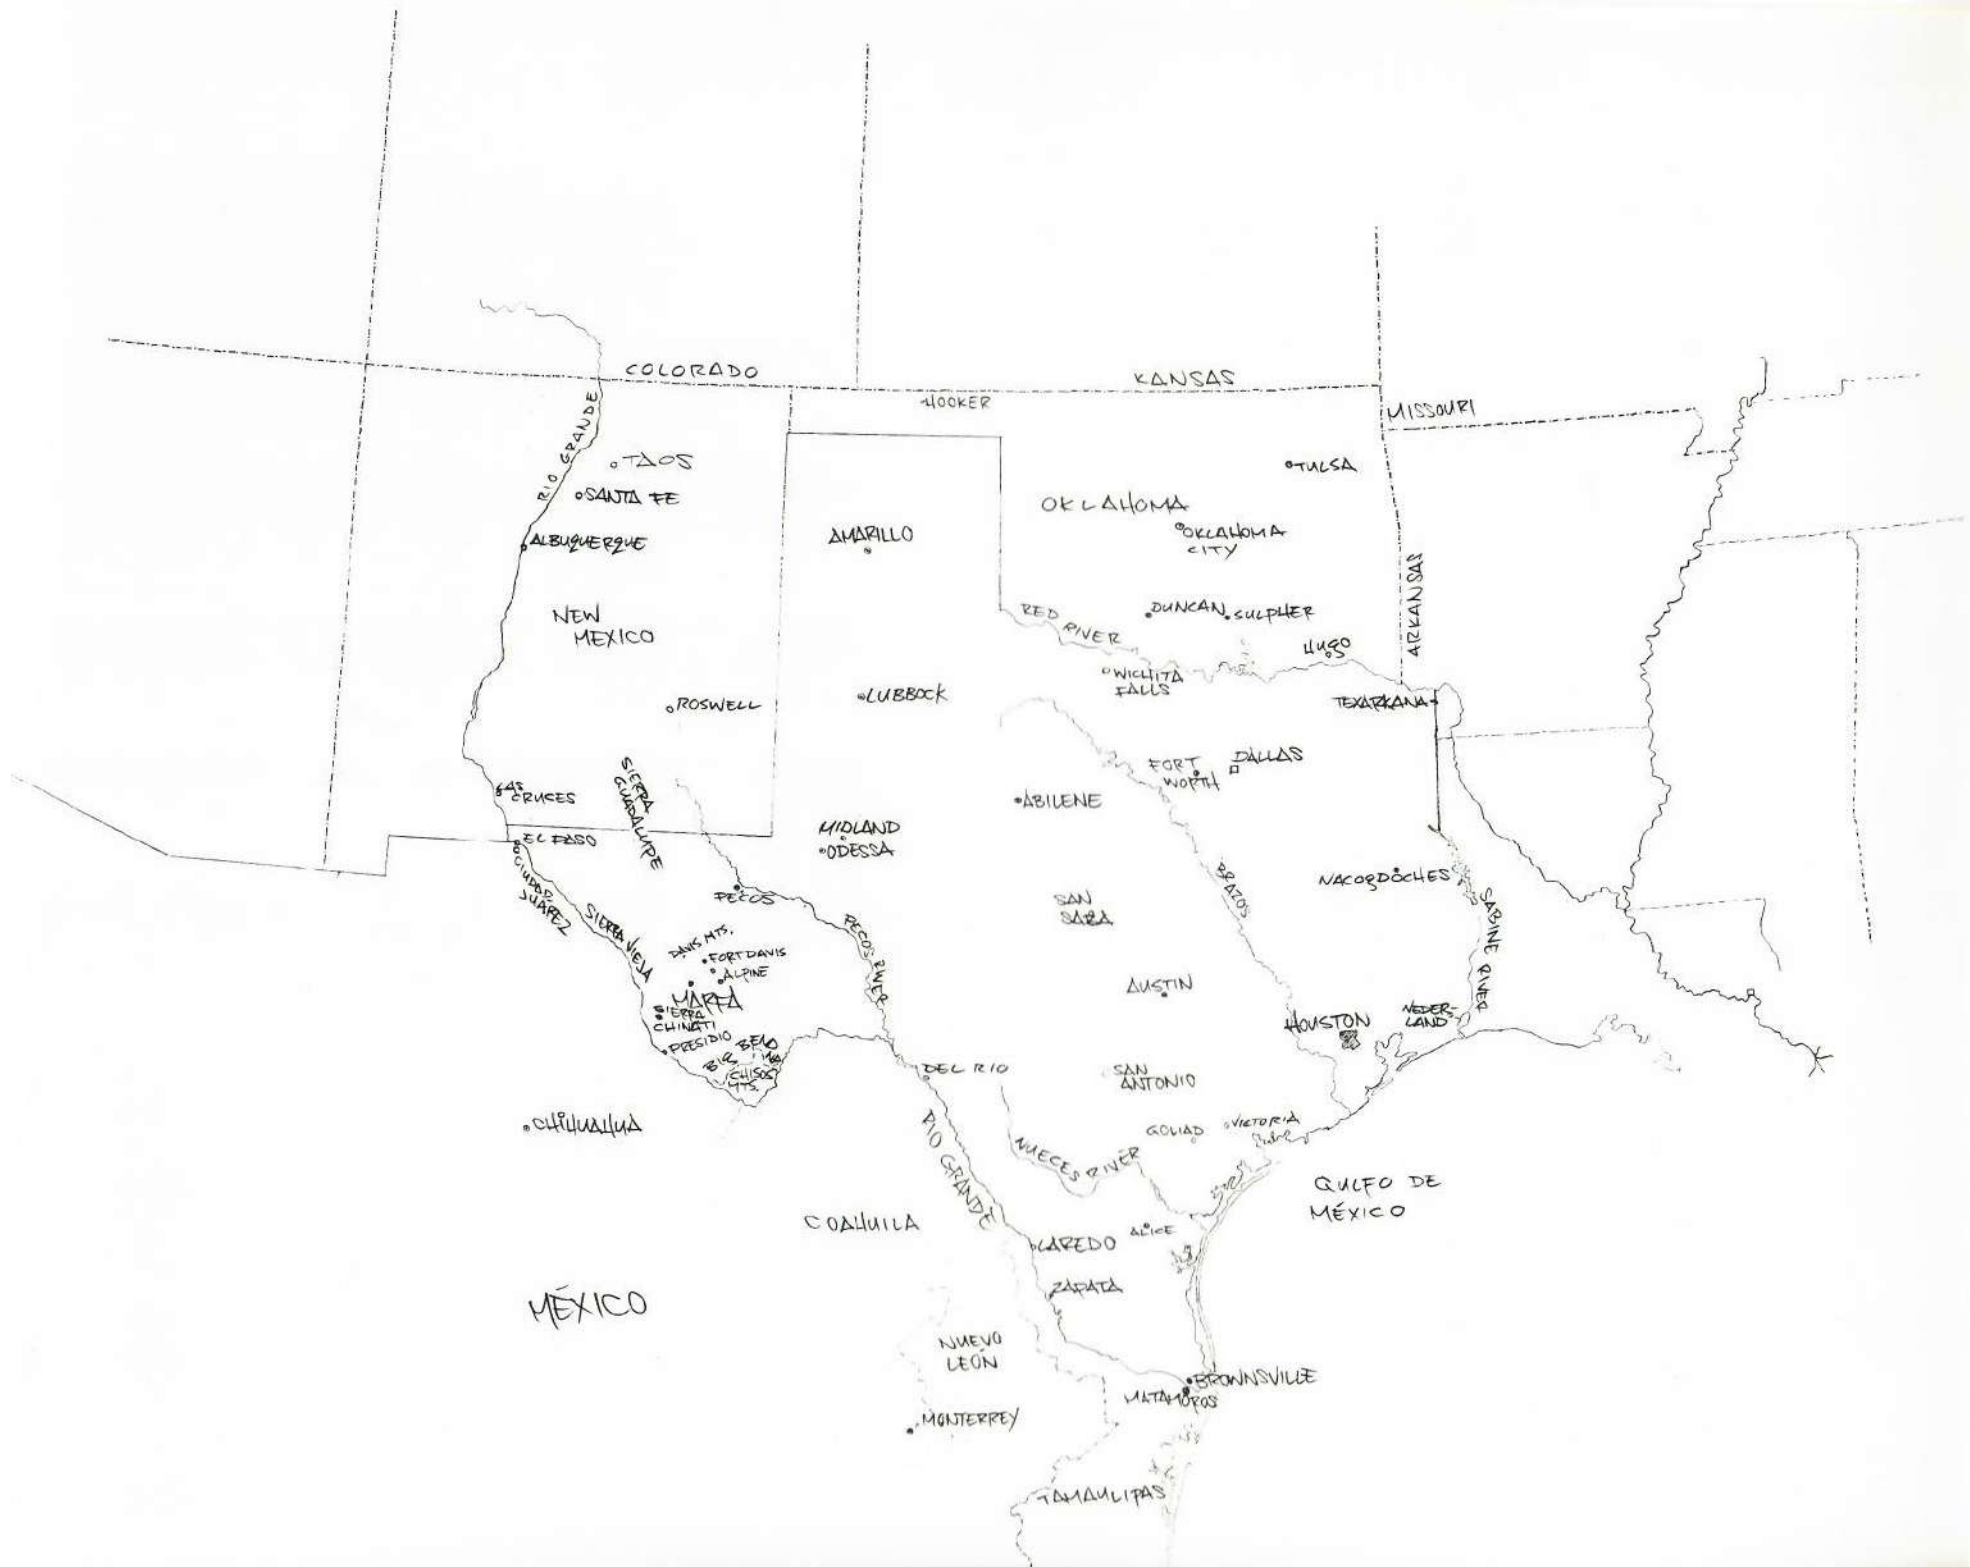 COLORADO
KANSAS
HOOKER
MISSOURI
RIO GRANDE
TAOS
SANTA FE
ALBUQUERQUE
NEW
MEXICO
ROSWELL
LAS
CRUCES
SIERRA
GUADALUPE
AMARILLO
LUBBOCK
OKLAHOMA
OKLAHOMA
CITY
TULSA
DUNCAN
SULPHER
HUGO
ARKANSAS
RED RIVER
WICHITA
FALLS
TEXARKANA
FORT
WORTH
DALLAS
ABILENE
MIDLAND
ODESSA
EL PASO
CIUDAD
JUÁREZ
SIERRA VIEJA
PECOS
PECOS RIVER
DAVIS MTS.
FORT DAVIS
ALPINE
MARFA
SIERRA
CHINATI
PRESIDIO
BIG BEND
CHISOS
MTS.
SAN
SABA
BRAZOS
NACOGDOCHES
SABINE RIVER
AUSTIN
HOUSTON
NEDER-
LAND
DEL RIO
SAN
ANTONIO
GOLIAD
VICTORIA
RIO GRANDE
NUECES RIVER
CHIHUAHUA
COAHUILA
LAREDO
ALICE
ZAPATA
GULFO DE
MÉXICO
MÉXICO
NUEVO
LEÓN
MONTERREY
BROWNSVILLE
MATAMOROS
TAMAULIPAS